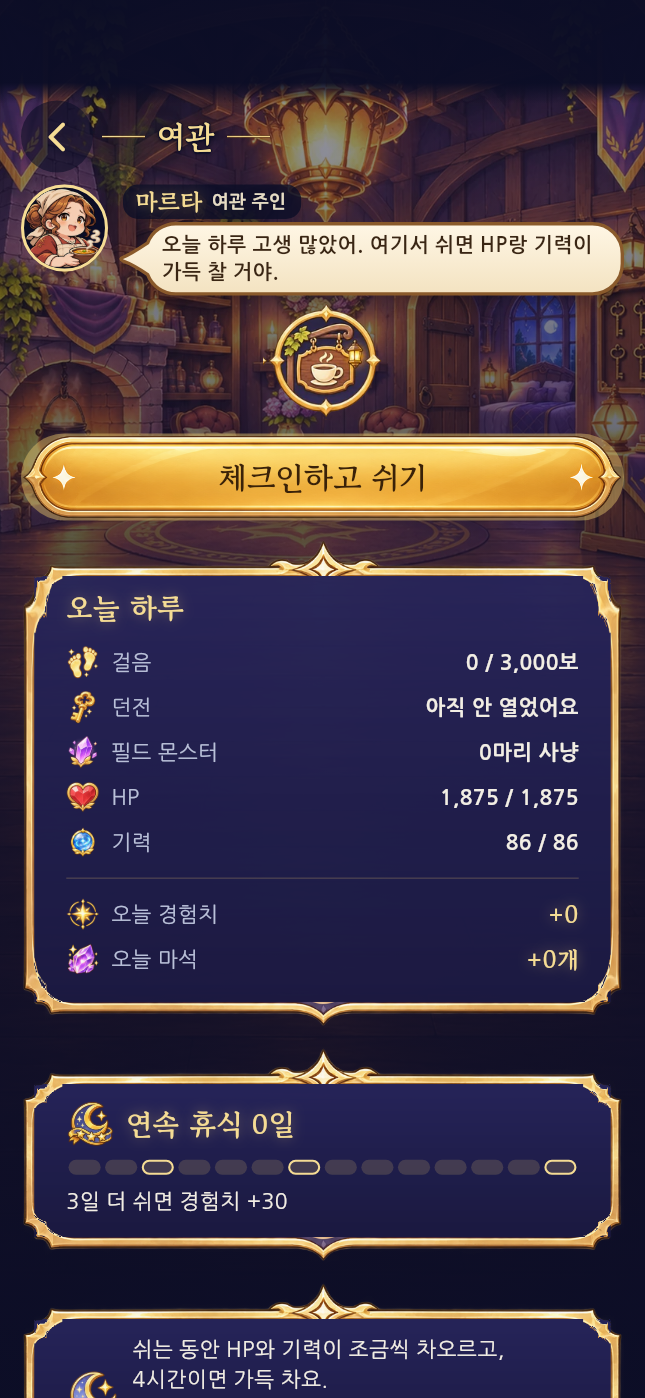 여관
마르타 여관 주인
오늘 하루 고생 많았어. 여기서 쉬면 HP랑 기력이
가득 찰 거야.
체크인하고 쉬기
오늘 하루
걸음 0 / 3,000보
던전 아직 안 열었어요
필드 몬스터 0마리 사냥
HP 1,875 / 1,875
기력 86 / 86
오늘 경험치 +0
오늘 마석 +0개
연속 휴식 0일
3일 더 쉬면 경험치 +30
쉬는 동안 HP와 기력이 조금씩 차오르고,
4시간이면 가득 차요.